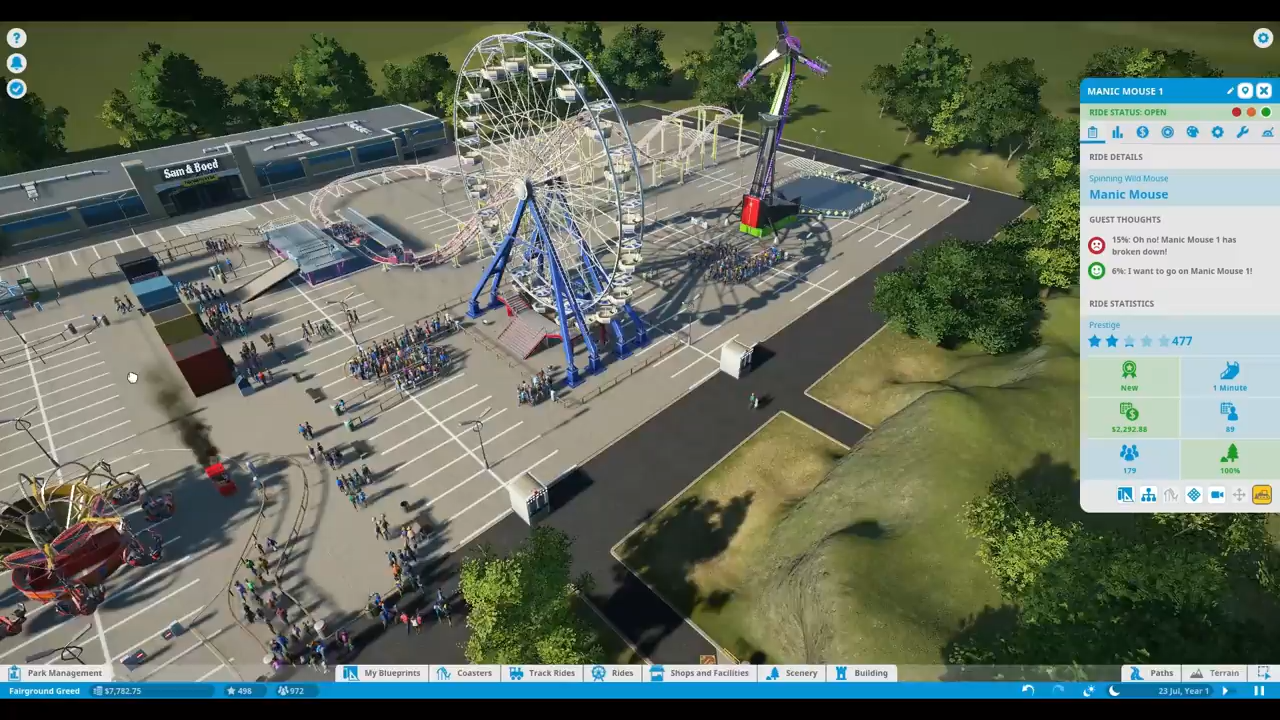 Sam & Boed
MANIC MOUSE 1
RIDE STATUS: OPEN
RIDE DETAILS
Spinning Wild Mouse
Manic Mouse
GUEST THOUGHTS
15%: Oh no! Manic Mouse 1 has
broken down!
6%: I want to go on Manic Mouse 1!
RIDE STATISTICS
Prestige
477
New
1 Minute
$2,292.88
89
179
100%
Park Management
My Blueprints
Coasters
Track Rides
Rides
Shops and Facilities
Scenery
Building
Paths
Terrain
Fairground Greed
$7,782.75
498
972
23 Jul, Year 1